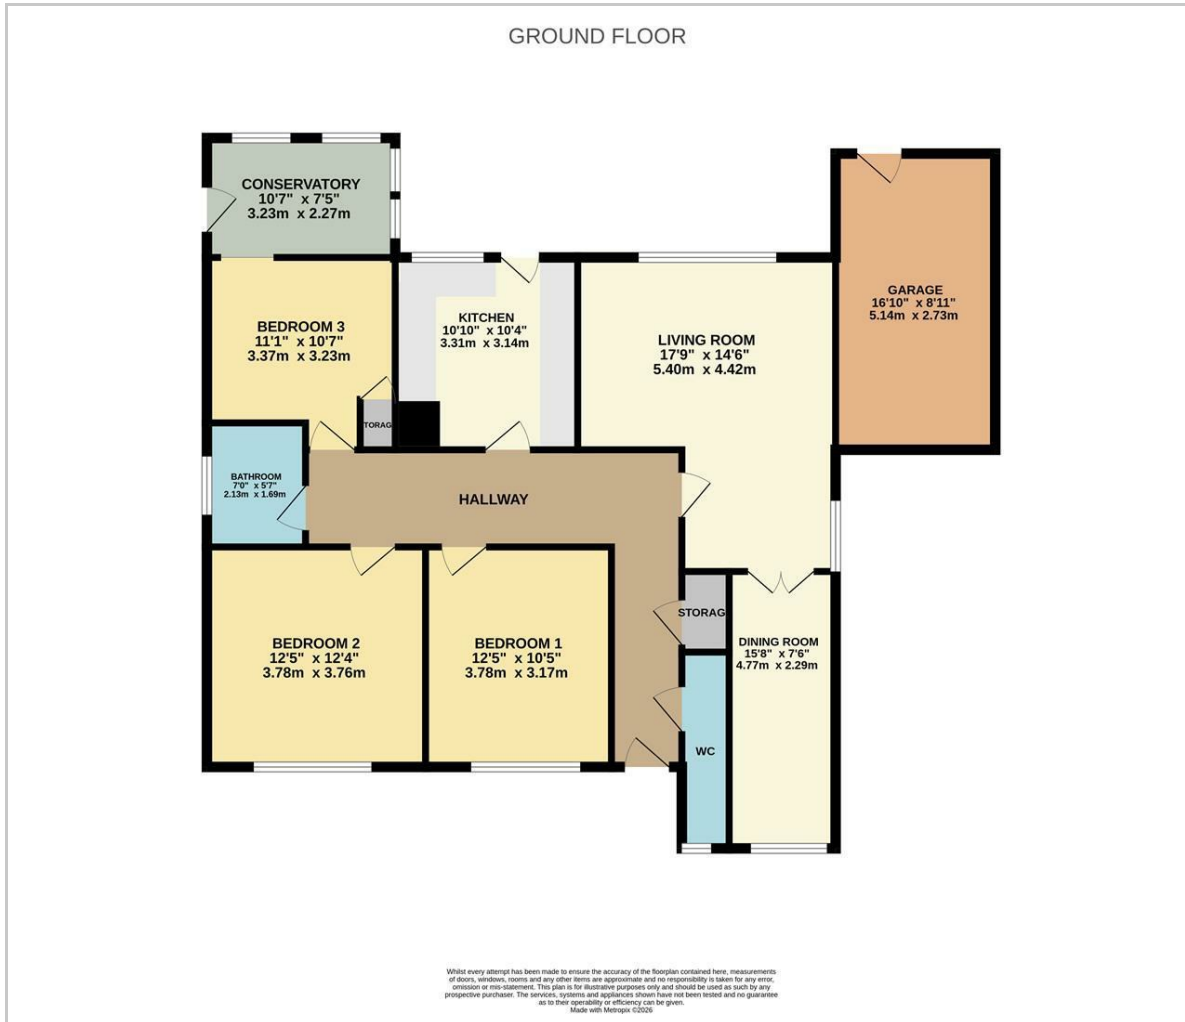 GROUND FLOOR
CONSERVATORY
10'7" x 7'5"
3.23m x 2.27m
BEDROOM 3
11'1" x 10'7"
3.37m x 3.23m
KITCHEN
10'10" x 10'4"
3.31m x 3.14m
LIVING ROOM
17'9" x 14'6"
5.40m x 4.42m
GARAGE
16'10" x 8'11"
5.14m x 2.73m
TORAG
BATHROOM
7'0" x 5'7"
2.13m x 1.69m
HALLWAY
BEDROOM 2
12'5" x 12'4"
3.78m x 3.76m
BEDROOM 1
12'5" x 10'5"
3.78m x 3.17m
STORAG
DINING ROOM
15'8" x 7'6"
4.77m x 2.29m
WC
Whilst every attempt has been made to ensure the accuracy of the floorplan contained here, measurements
of doors, windows, rooms and any other items are approximate and no responsibility is taken for any error,
omission or mis-statement. This plan is for illustrative purposes only and should be used as such by any
prospective purchaser. The services, systems and appliances shown have not been tested and no guarantee
as to their operability or efficiency can be given.
Made with Metropix ©2026